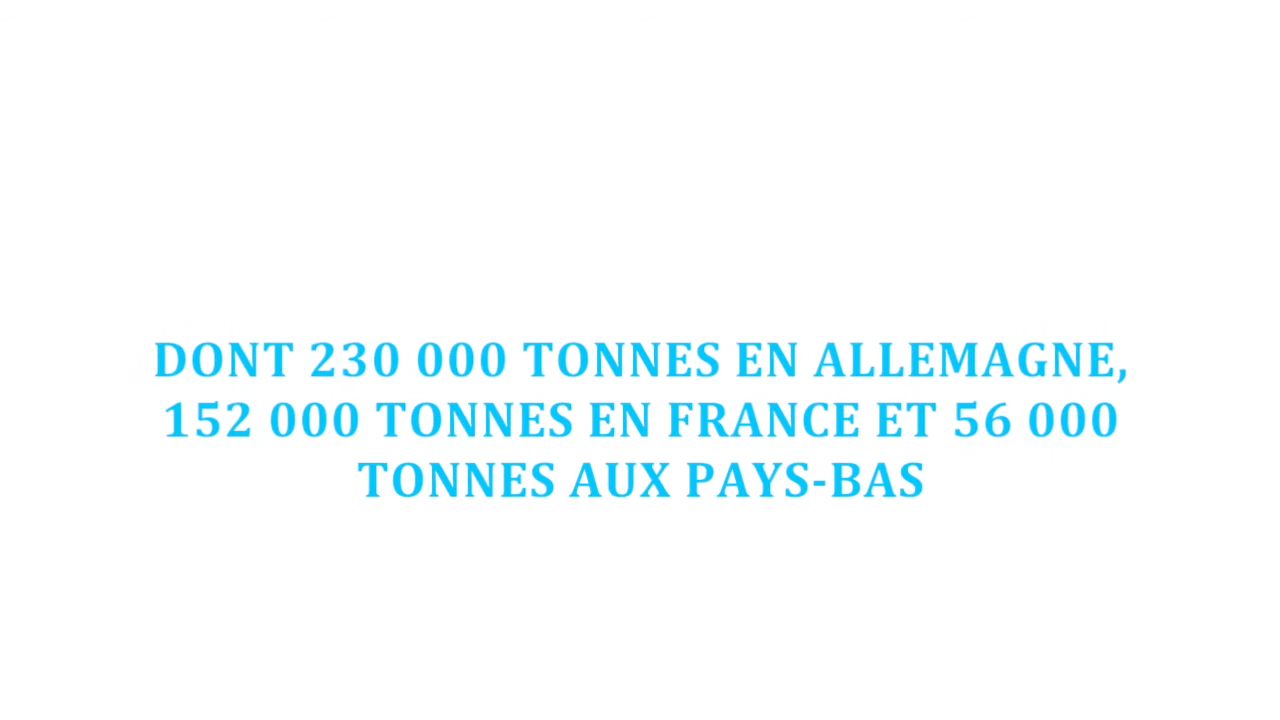 DONT 230 000 TONNES EN ALLEMAGNE,
152 000 TONNES EN FRANCE ET 56 000
TONNES AUX PAYS-BAS